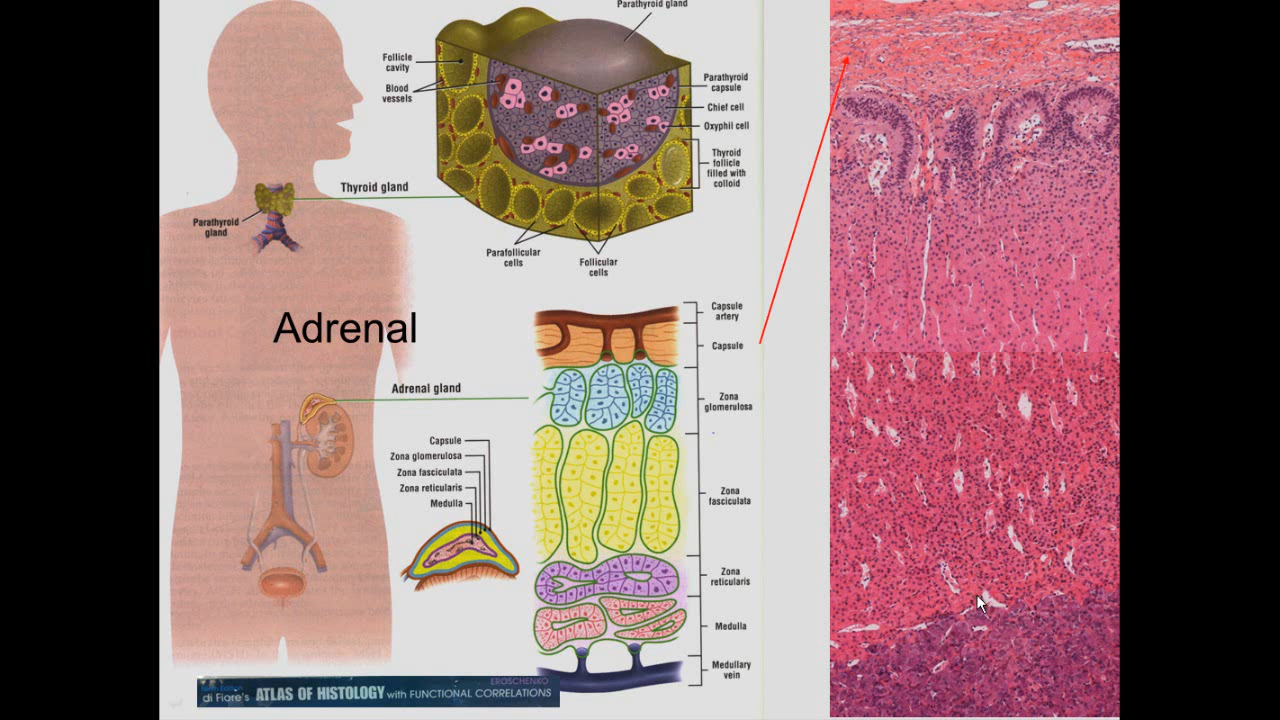 Parathyroid gland
Follicle
cavity
Blood
vessels
Parathyroid
capsule
Chief cell
Oxyphil cell
Thyroid
follicle
filled with
colloid
Thyroid gland
Parathyroid
gland
Parafollicular
cells
Follicular
cells
Adrenal
Adrenal gland
Capsule
Zona glomerulosa
Zona fasciculata
Zona reticularis
Medulla
Capsule
artery
Capsule
Zona
glomerulosa
Zona
fasciculata
Zona
reticularis
Medulla
Medullary
vein
EROSCHENKO
di Fiore's ATLAS OF HISTOLOGY with FUNCTIONAL CORRELATIONS